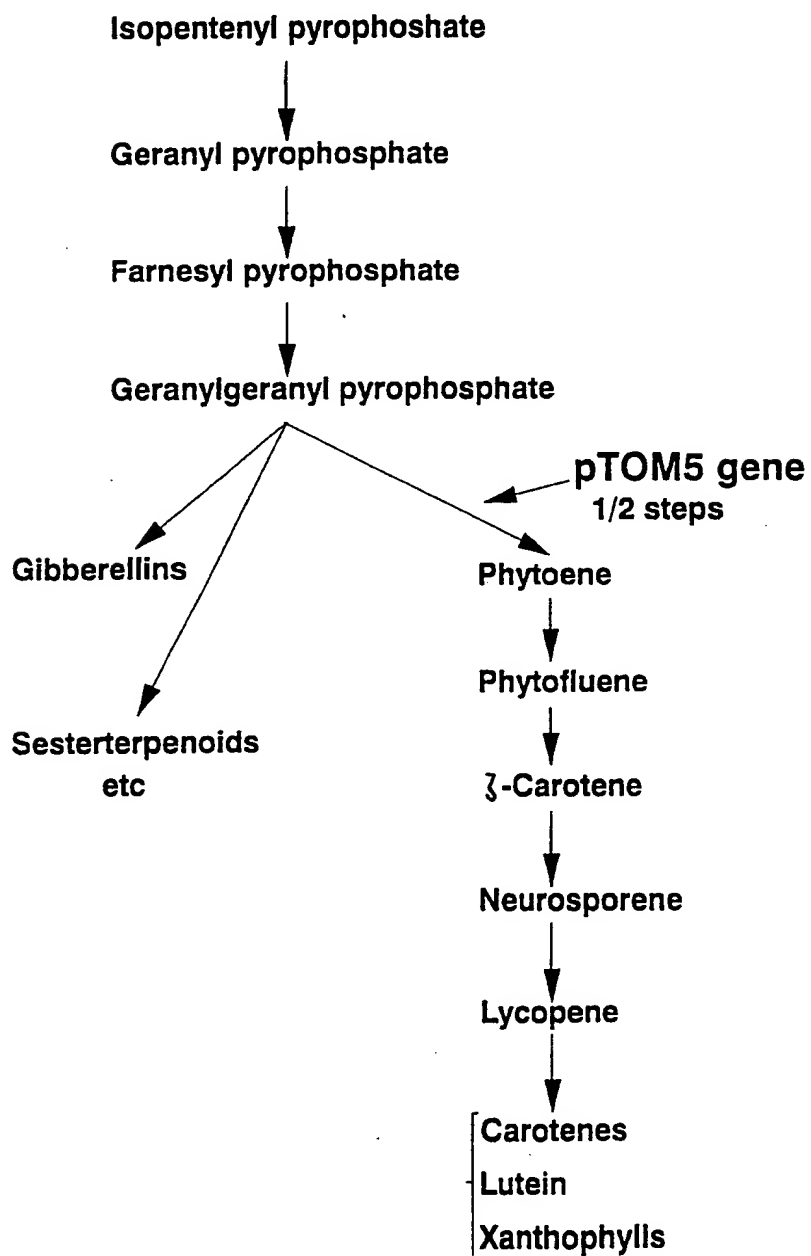 Isopentenyl pyrophoshate
Geranyl pyrophosphate
Farnesyl pyrophosphate
Geranylgeranyl pyrophosphate
pTOM5 gene
1/2 steps
Gibberellins
Phytoene
Phytofluene
Sesterterpenoids
etc
ζ-Carotene
Neurosporene
Lycopene
Carotenes
Lutein
Xanthophylls